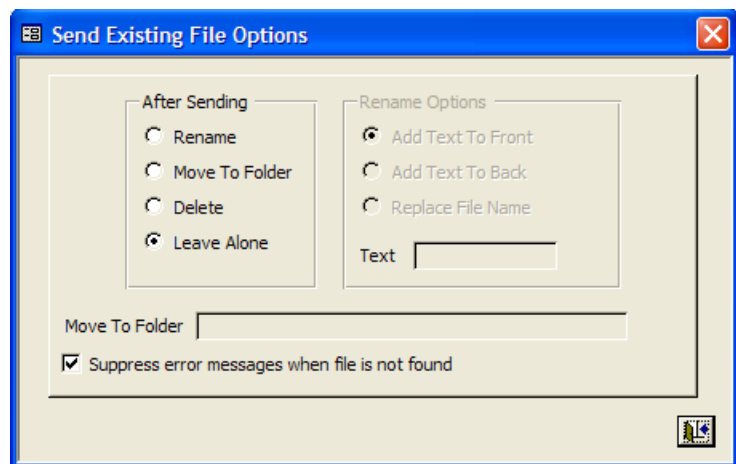 Send Existing File Options
After Sending
Rename
Move To Folder
Delete
Leave Alone
Rename Options
Add Text To Front
Add Text To Back
Replace File Name
Text
Move To Folder
Suppress error messages when file is not found